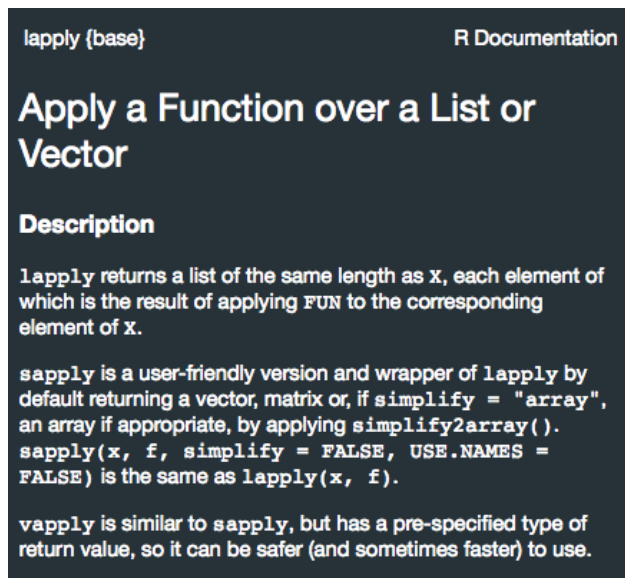 lapply {base} R Documentation
Apply a Function over a List or
Vector
Description
lapply returns a list of the same length as X, each element of
which is the result of applying FUN to the corresponding
element of X.
sapply is a user-friendly version and wrapper of lapply by
default returning a vector, matrix or, if simplify = "array",
an array if appropriate, by applying simplify2array().
sapply(x, f, simplify = FALSE, USE.NAMES =
FALSE) is the same as lapply(x, f).
vapply is similar to sapply, but has a pre-specified type of
return value, so it can be safer (and sometimes faster) to use.